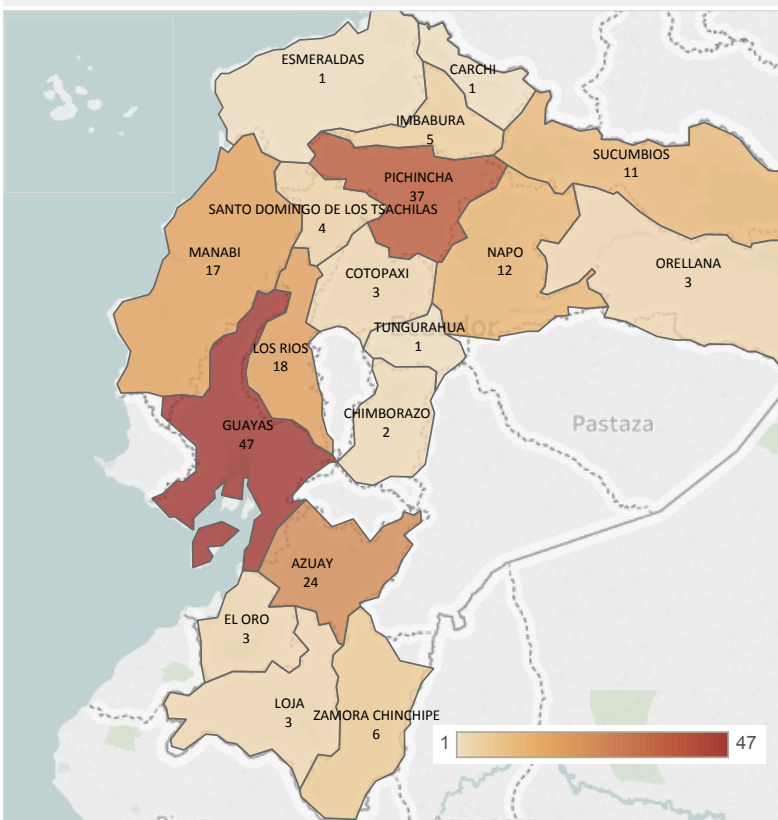 ESMERALDAS
1
CARCHI
1
IMBABURA
5
SUCUMBIOS
11
PICHINCHA
37
SANTO DOMINGO DE LOS TSACHILAS
4
MANABI
17
NAPO
12
ORELLANA
3
COTOPAXI
3
TUNGURAHUA
1
LOS RIOS
18
CHIMBORAZO
2
Pastaza
GUAYAS
47
AZUAY
24
EL ORO
3
LOJA
3
ZAMORA CHINCHIPE
6
1
47